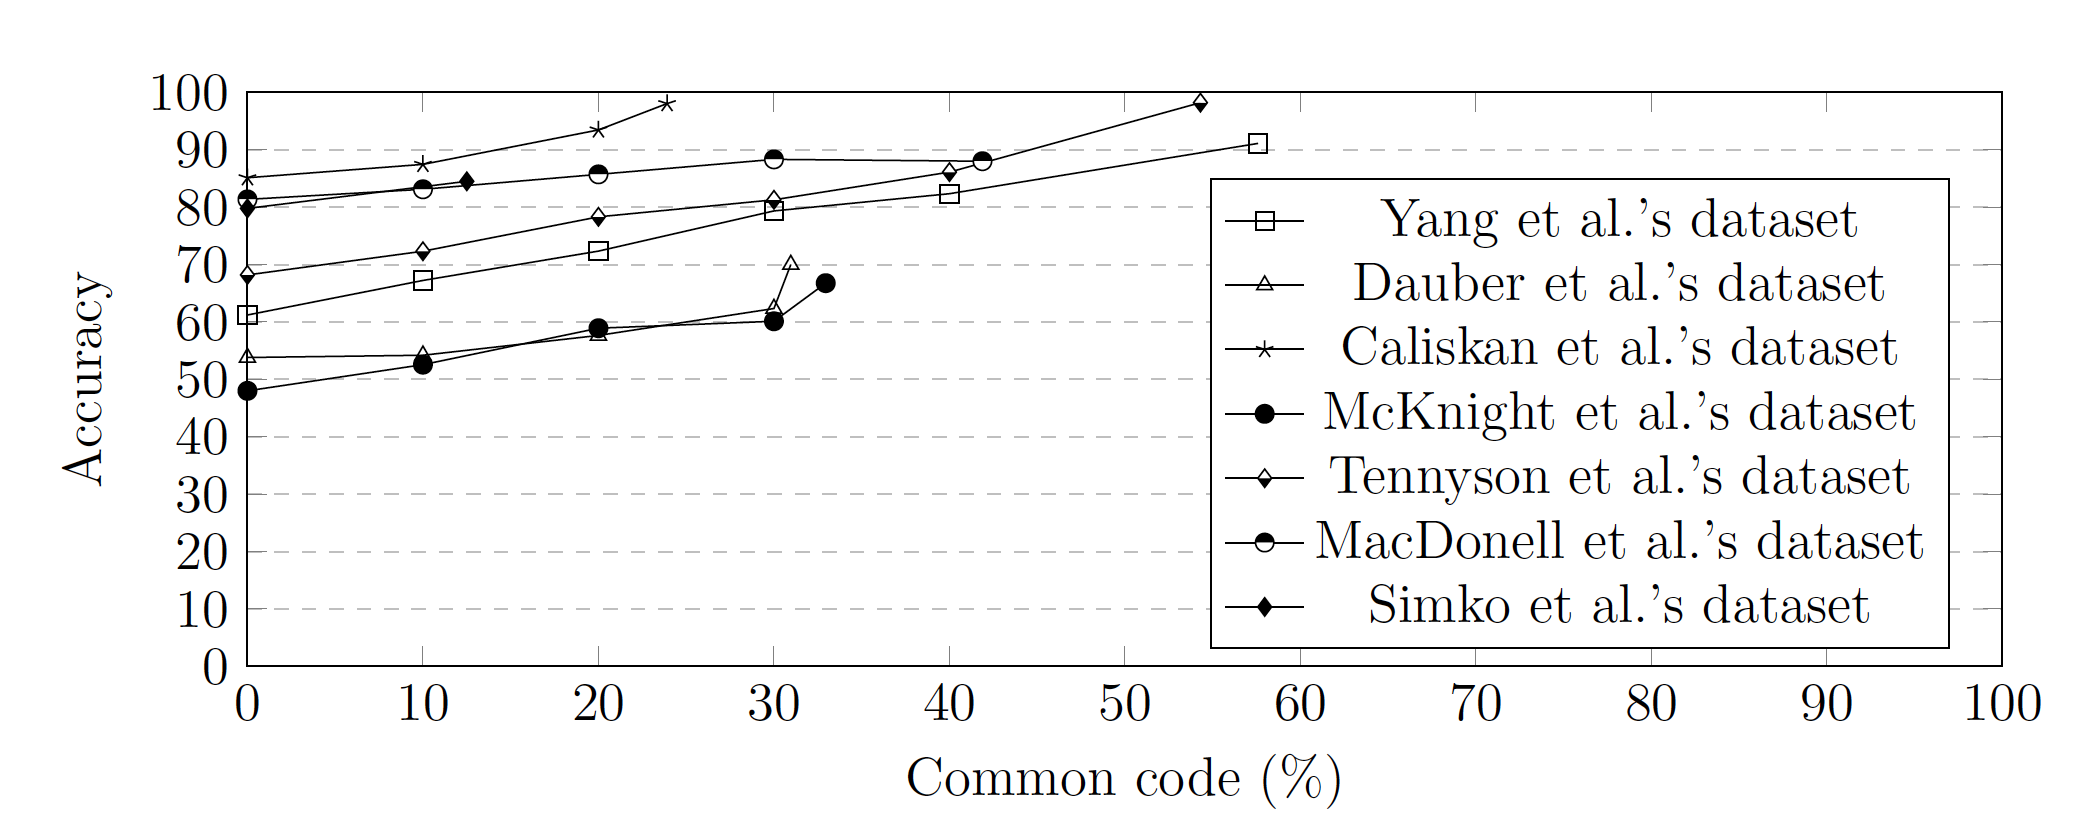 100
90
80
70
60
50
40
30
20
10
0
Accuracy
0 10 20 30 40 50 60 70 80 90 100
Common code (%)
Yang et al.'s dataset
Dauber et al.'s dataset
Caliskan et al.'s dataset
McKnight et al.'s dataset
Tennyson et al.'s dataset
MacDonell et al.'s dataset
Simko et al.'s dataset